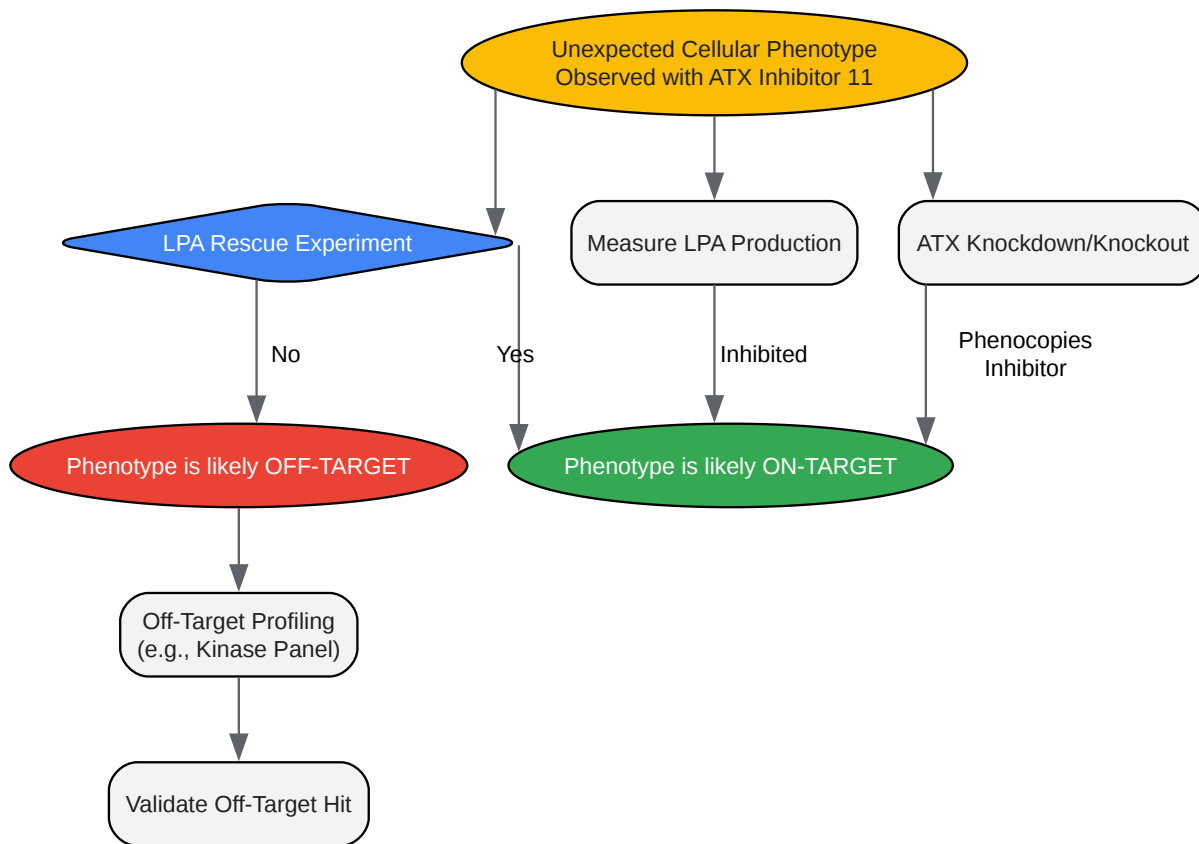 Unexpected Cellular Phenotype
Observed with ATX Inhibitor 11
LPA Rescue Experiment
Measure LPA Production
ATX Knockdown/Knockout
No
Yes
Inhibited
Phenocopies
Inhibitor
Phenotype is likely OFF-TARGET
Phenotype is likely ON-TARGET
Off-Target Profiling
(e.g., Kinase Panel)
Validate Off-Target Hit